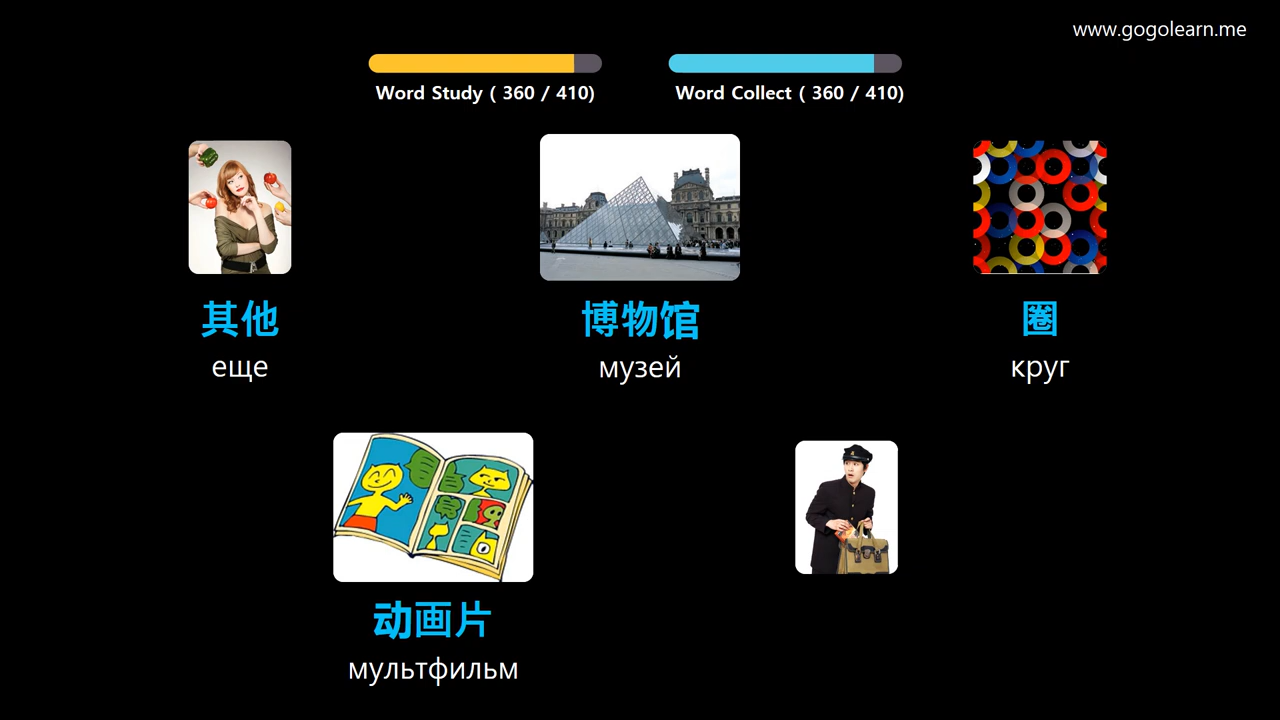 www.gogolearn.me
Word Study ( 360 / 410)
Word Collect ( 360 / 410)
其他
еще
博物馆
музей
圈
круг
动画片
мультфильм